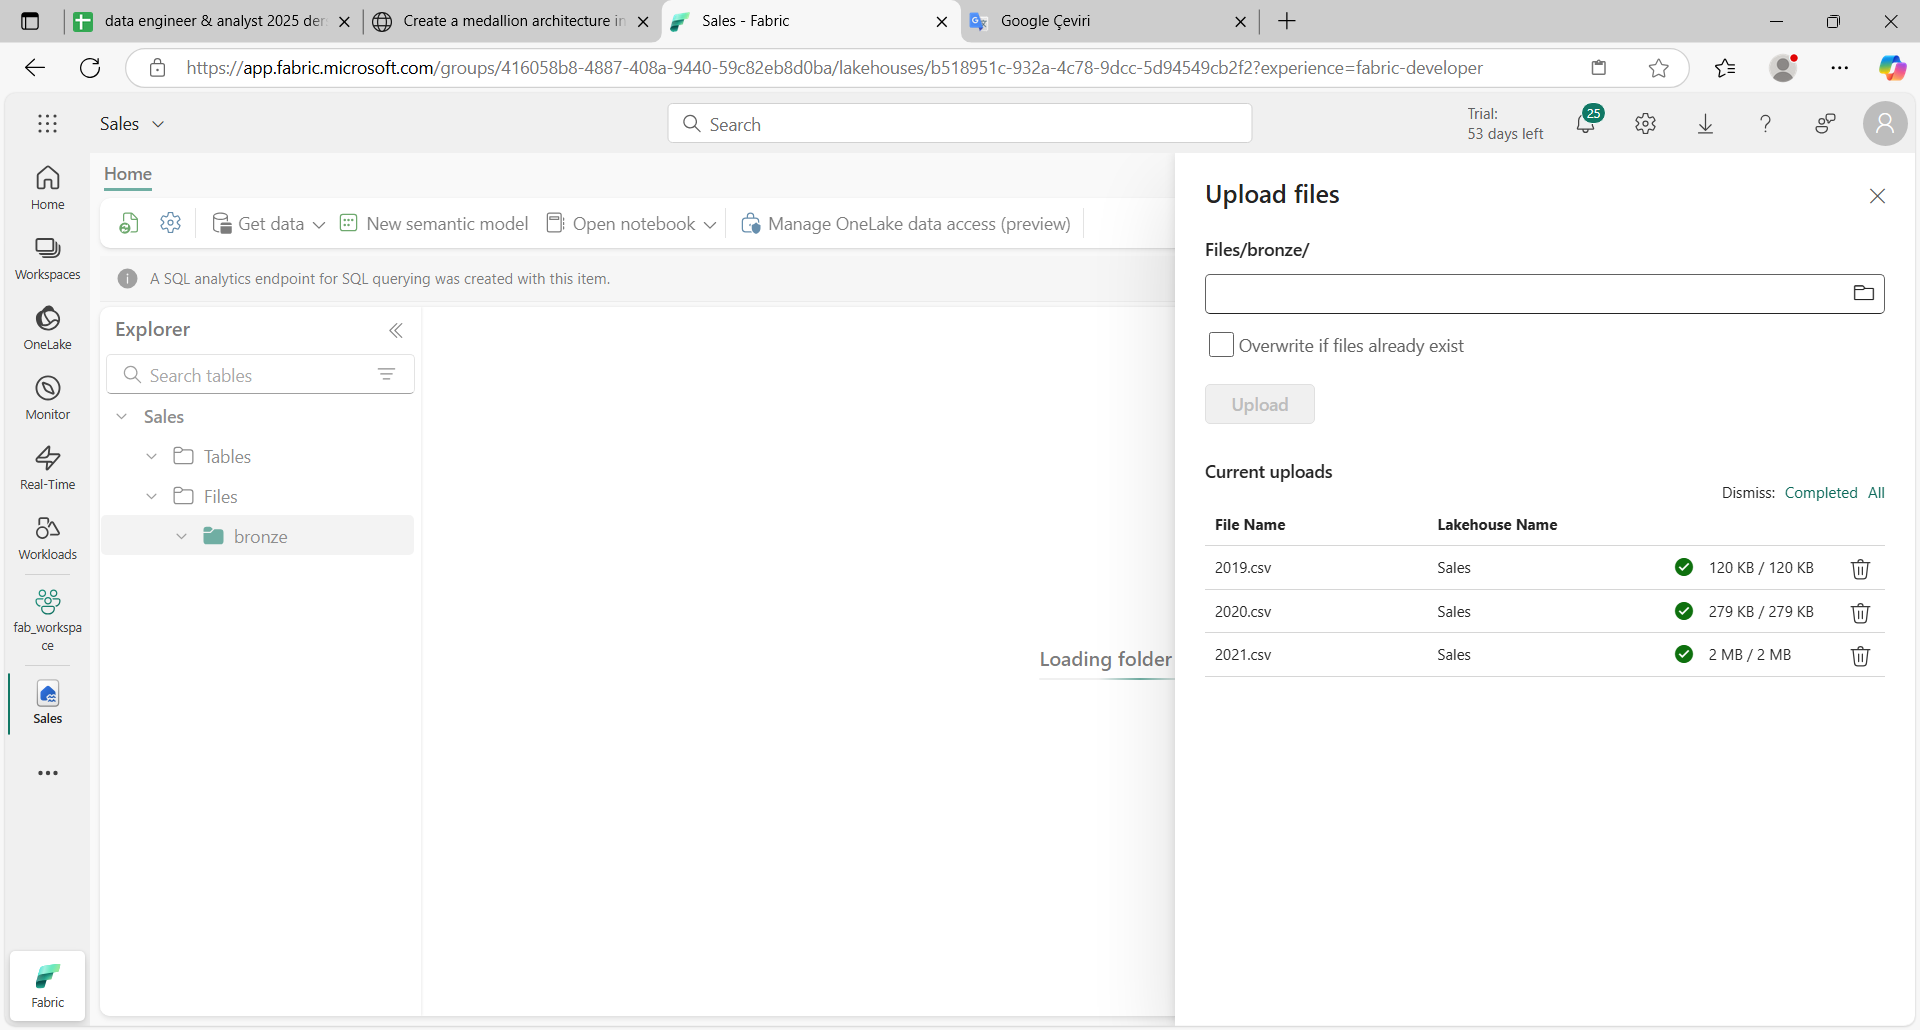 data engineer & analyst 2025 der
Create a medallion architecture in
Sales - Fabric
Google Çeviri
https://app.fabric.microsoft.com/groups/416058b8-4887-408a-9440-59c82eb8d0ba/lakehouses/b518951c-932a-4c78-9dcc-5d94549cb2f2?experience=fabric-developer
Sales
Search
Trial:
53 days left
25
Home
Workspaces
OneLake
Monitor
Real-Time
Workloads
fab_workspa
ce
Sales
Fabric
Home
Get data
New semantic model
Open notebook
Manage OneLake data access (preview)
A SQL analytics endpoint for SQL querying was created with this item.
Explorer
Search tables
Sales
Tables
Files
bronze
Loading folder
Upload files
Files/bronze/
Overwrite if files already exist
Upload
Current uploads
Dismiss: Completed All
File Name Lakehouse Name
2019.csv Sales 120 KB / 120 KB
2020.csv Sales 279 KB / 279 KB
2021.csv Sales 2 MB / 2 MB